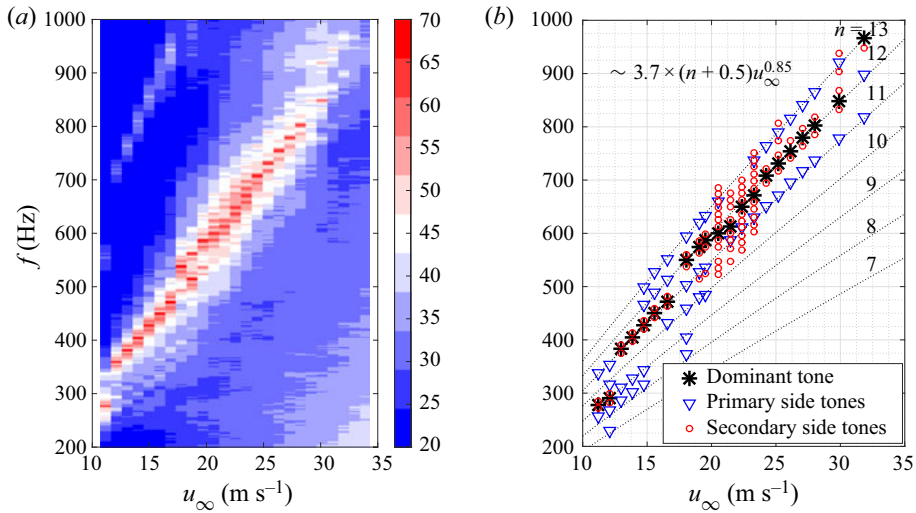 (a)
1000
900
800
700
600
500
400
300
200
f (Hz)
10 15 20 25 30 35
u∞ (m s−1)
70
65
60
55
50
45
40
35
30
25
20
(b)
1000
900
800
700
600
500
400
300
200
10 15 20 25 30 35
u∞ (m s−1)
∼ 3.7 × (n + 0.5)u∞^0.85
n = 13
12
11
10
9
8
7
Dominant tone
Primary side tones
Secondary side tones